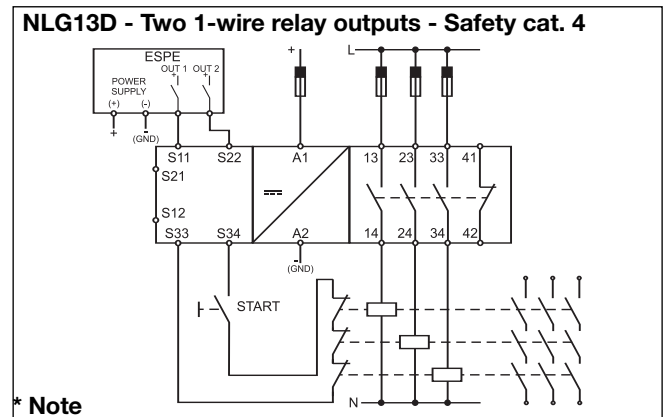 NLG13D - Two 1-wire relay outputs - Safety cat. 4
ESPE
OUT 1 OUT 2
+ +
POWER
SUPPLY
(+) (-)
+ - (GND)
+ L
S11 S22 A1 13 23 33 41
S21
S12
S33 S34 A2 14 24 34 42
- (GND)
START
N
* Note